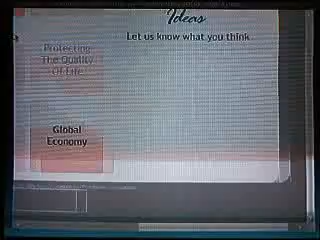 Ideas
Let us know what you think
Protecting
The Quality
Of Life
Global
Economy